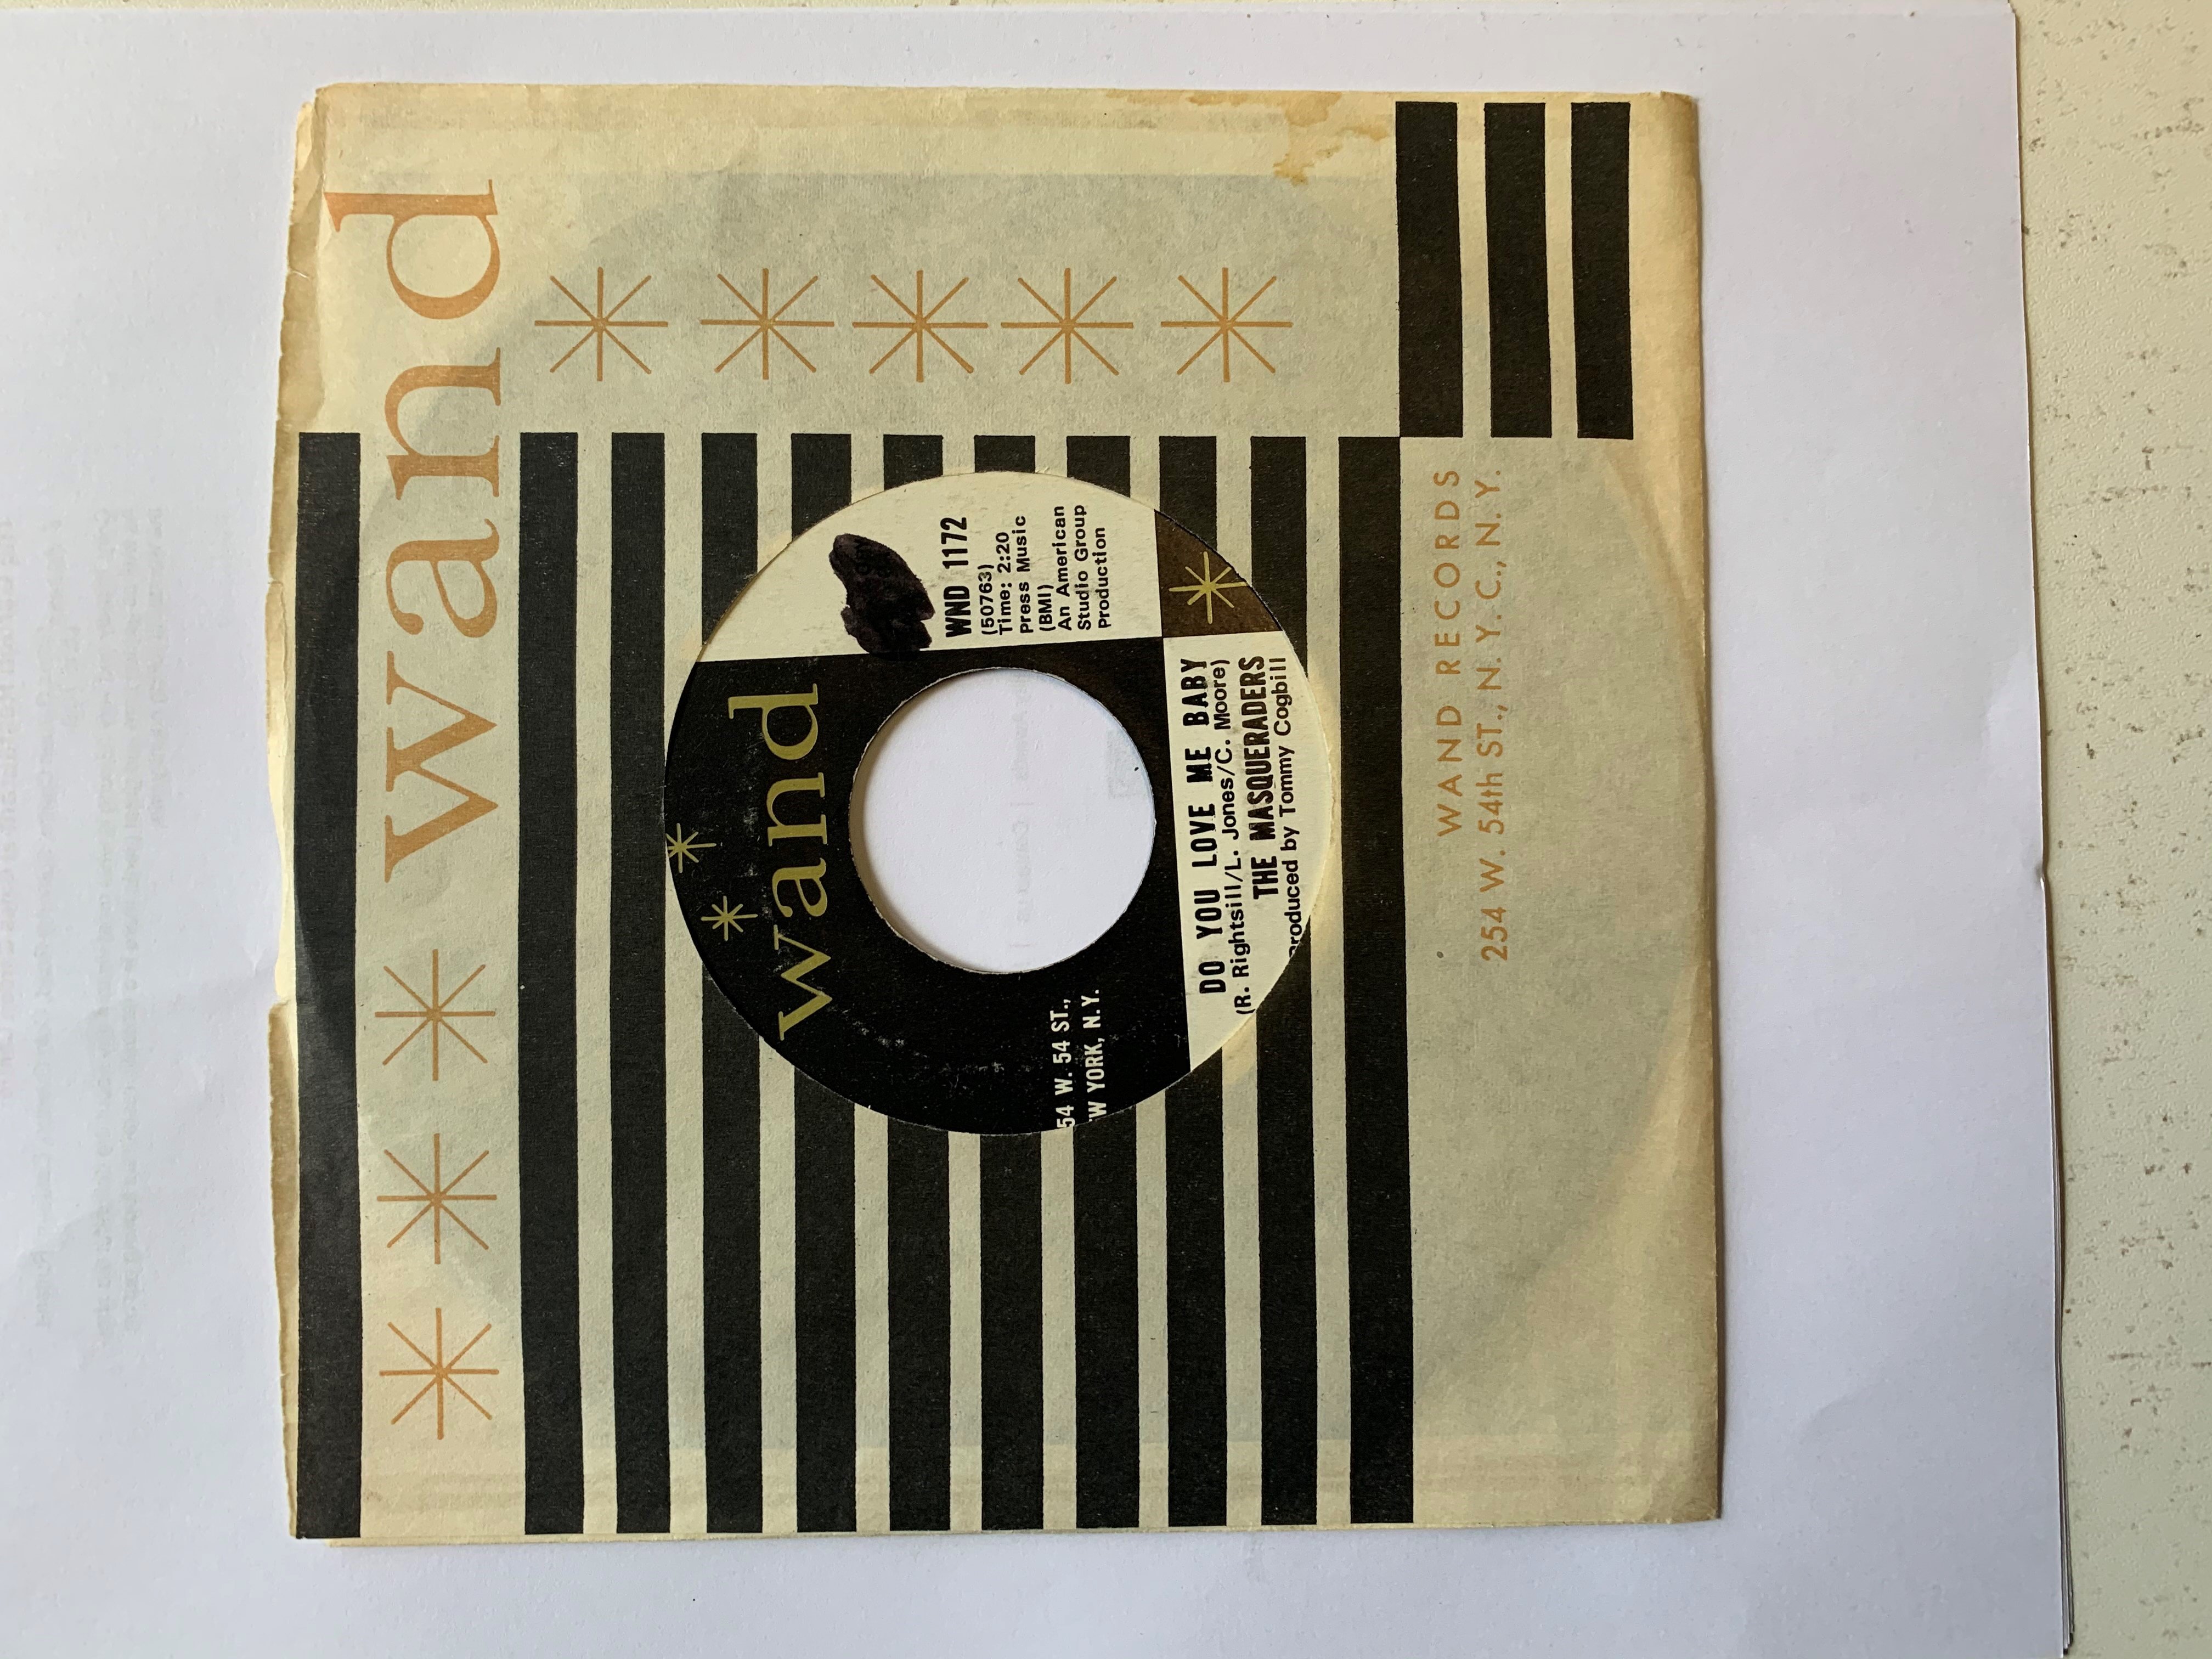 wand
wand
WND 1172
(50763)
Time: 2:20
Press Music
(BMI)
An American
Studio Group
Production
54 W. 54 ST.,
W YORK, N.Y.
DO YOU LOVE ME BABY
(R. Rightsill/L. Jones/C. Moore)
THE MASQUERADERS
roduced by Tommy Cogbill
WAND RECORDS
254 W. 54th ST., N. Y. C., N. Y.